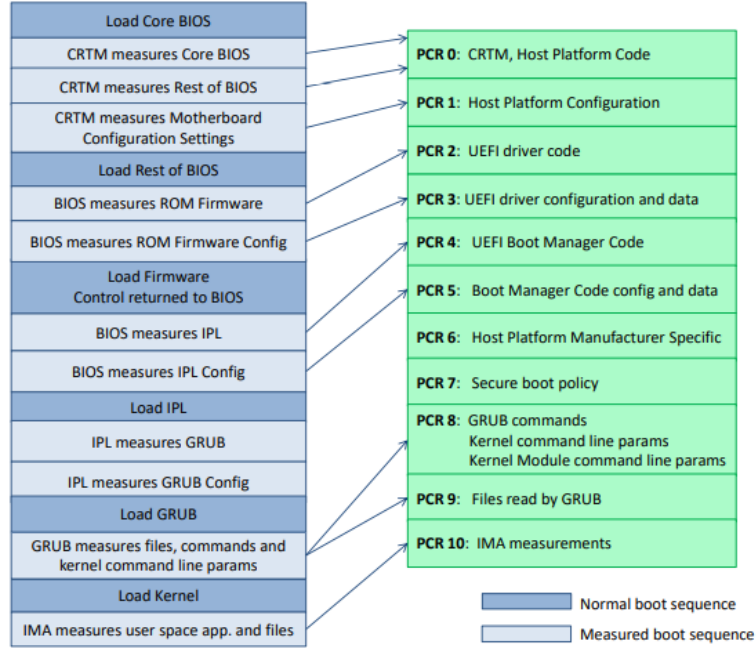 Load Core BIOS
CRTM measures Core BIOS
CRTM measures Rest of BIOS
CRTM measures Motherboard
Configuration Settings
Load Rest of BIOS
BIOS measures ROM Firmware
BIOS measures ROM Firmware Config
Load Firmware
Control returned to BIOS
BIOS measures IPL
BIOS measures IPL Config
Load IPL
IPL measures GRUB
IPL measures GRUB Config
Load GRUB
GRUB measures files, commands and
kernel command line params
Load Kernel
IMA measures user space app. and files
PCR 0: CRTM, Host Platform Code
PCR 1: Host Platform Configuration
PCR 2: UEFI driver code
PCR 3: UEFI driver configuration and data
PCR 4: UEFI Boot Manager Code
PCR 5: Boot Manager Code config and data
PCR 6: Host Platform Manufacturer Specific
PCR 7: Secure boot policy
PCR 8: GRUB commands
Kernel command line params
Kernel Module command line params
PCR 9: Files read by GRUB
PCR 10: IMA measurements
Normal boot sequence
Measured boot sequence